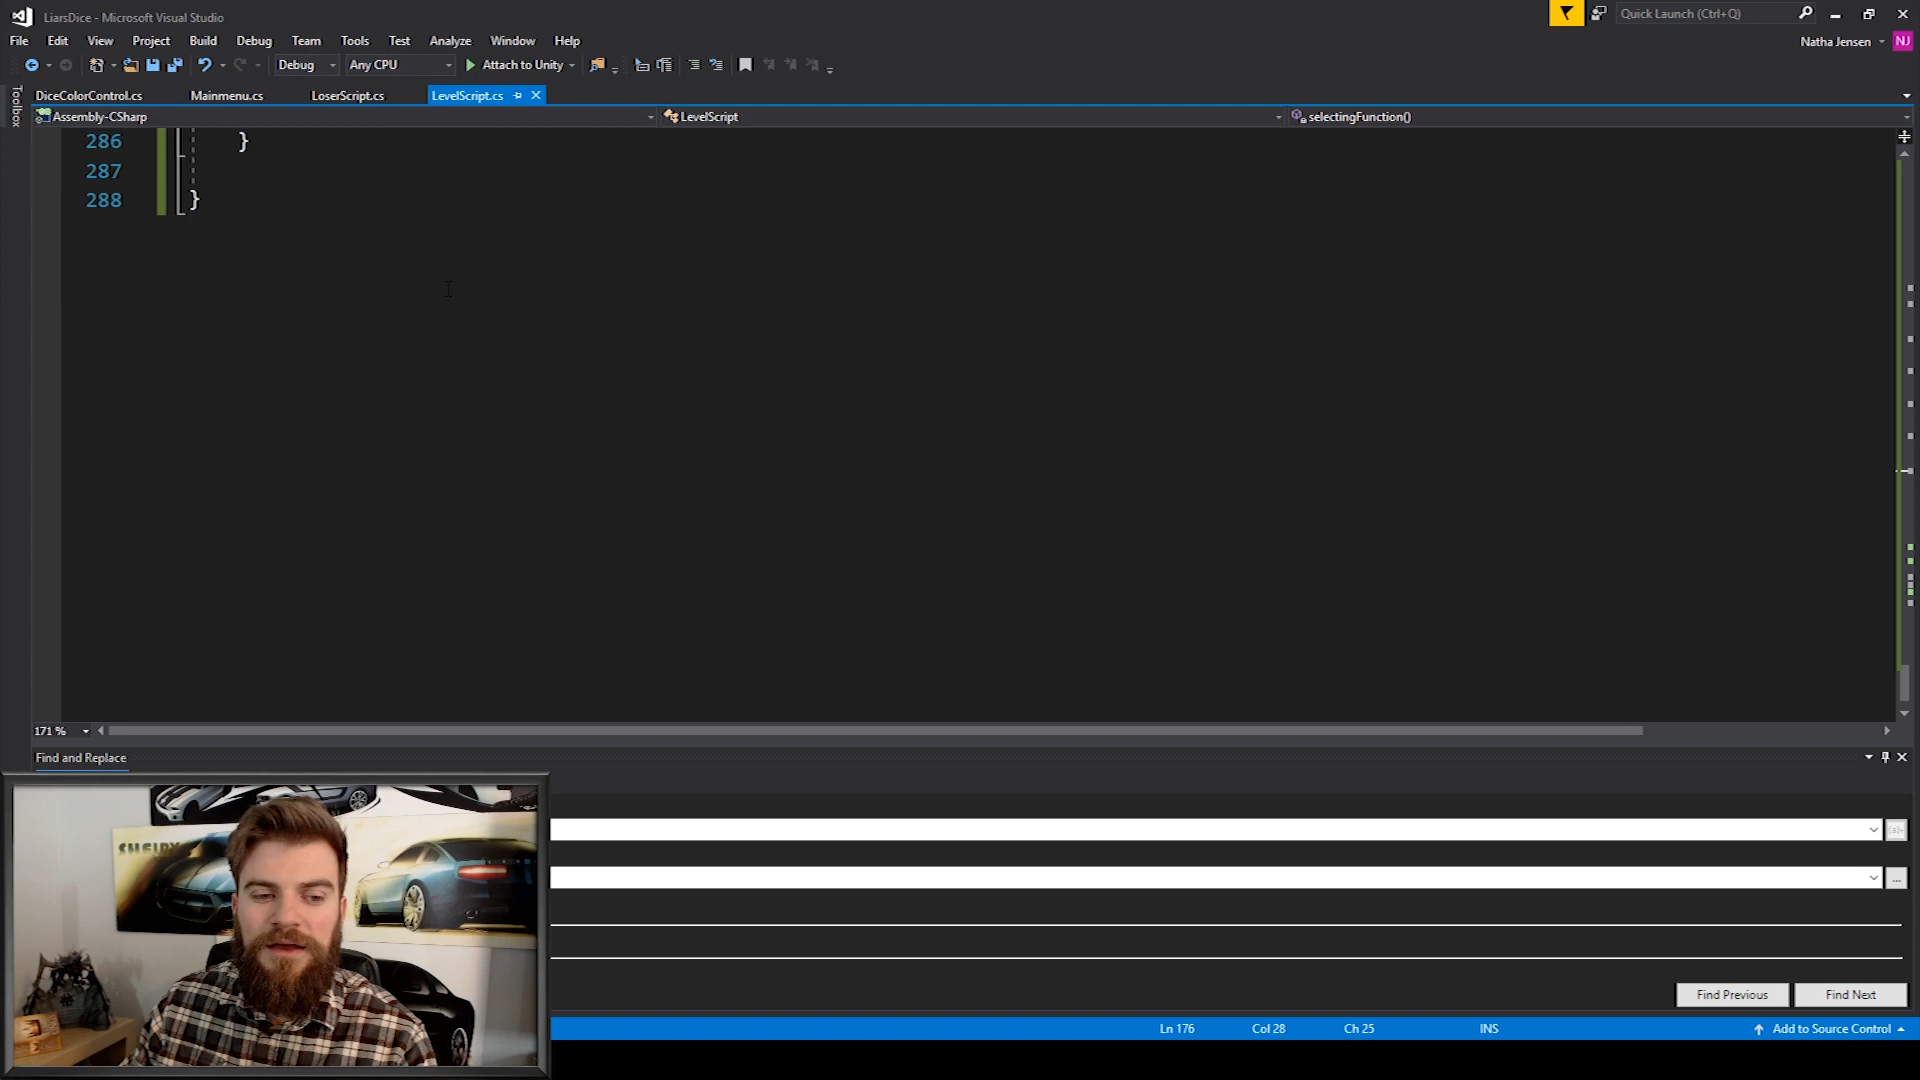 LiarsDice - Microsoft Visual Studio
Quick Launch (Ctrl+Q)
File Edit View Project Build Debug Team Tools Test Analyze Window Help
Natha Jensen NJ
Debug Any CPU Attach to Unity
Toolbox
DiceColorControl.cs Mainmenu.cs LoserScript.cs LevelScript.cs
Assembly-CSharp LevelScript selectingFunction()
286 }
287
288 }
171 %
Find and Replace
SHELBY
Find Previous Find Next
Ln 176 Col 28 Ch 25 INS Add to Source Control